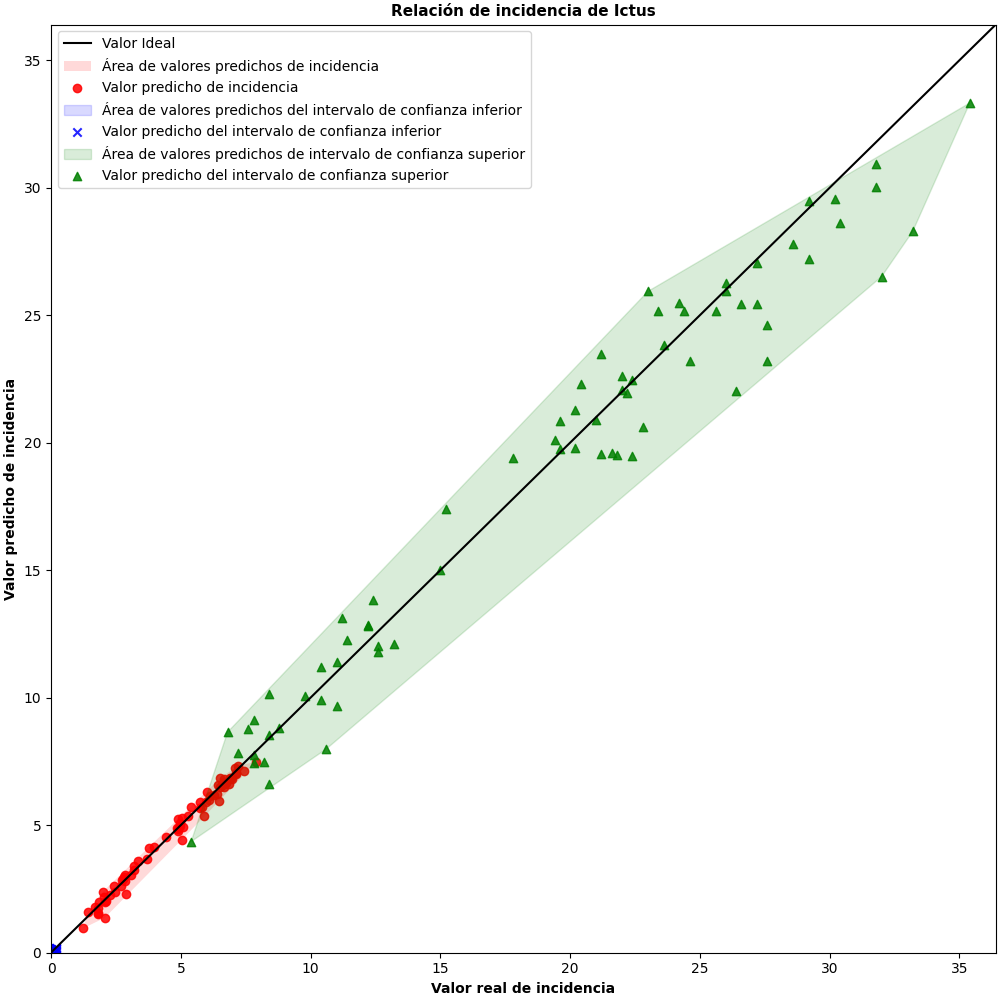 Relación de incidencia de Ictus
Valor Ideal
Área de valores predichos de incidencia
Valor predicho de incidencia
Área de valores predichos del intervalo de confianza inferior
Valor predicho del intervalo de confianza inferior
Área de valores predichos de intervalo de confianza superior
Valor predicho del intervalo de confianza superior
35
30
25
20
15
10
5
0
Valor predicho de incidencia
0 5 10 15 20 25 30 35
Valor real de incidencia